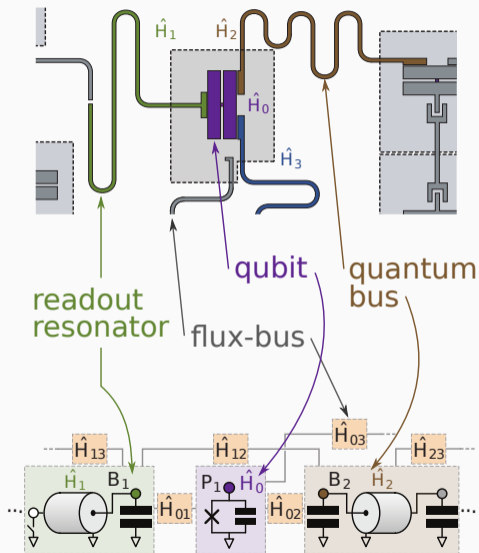 Ĥ1
Ĥ2
Ĥ0
Ĥ3
qubit
quantum
bus
readout
resonator
flux-bus
Ĥ03
Ĥ13
Ĥ12
Ĥ23
Ĥ1
B1
P1
Ĥ0
B2
Ĥ2
Ĥ01
Ĥ02
...
...